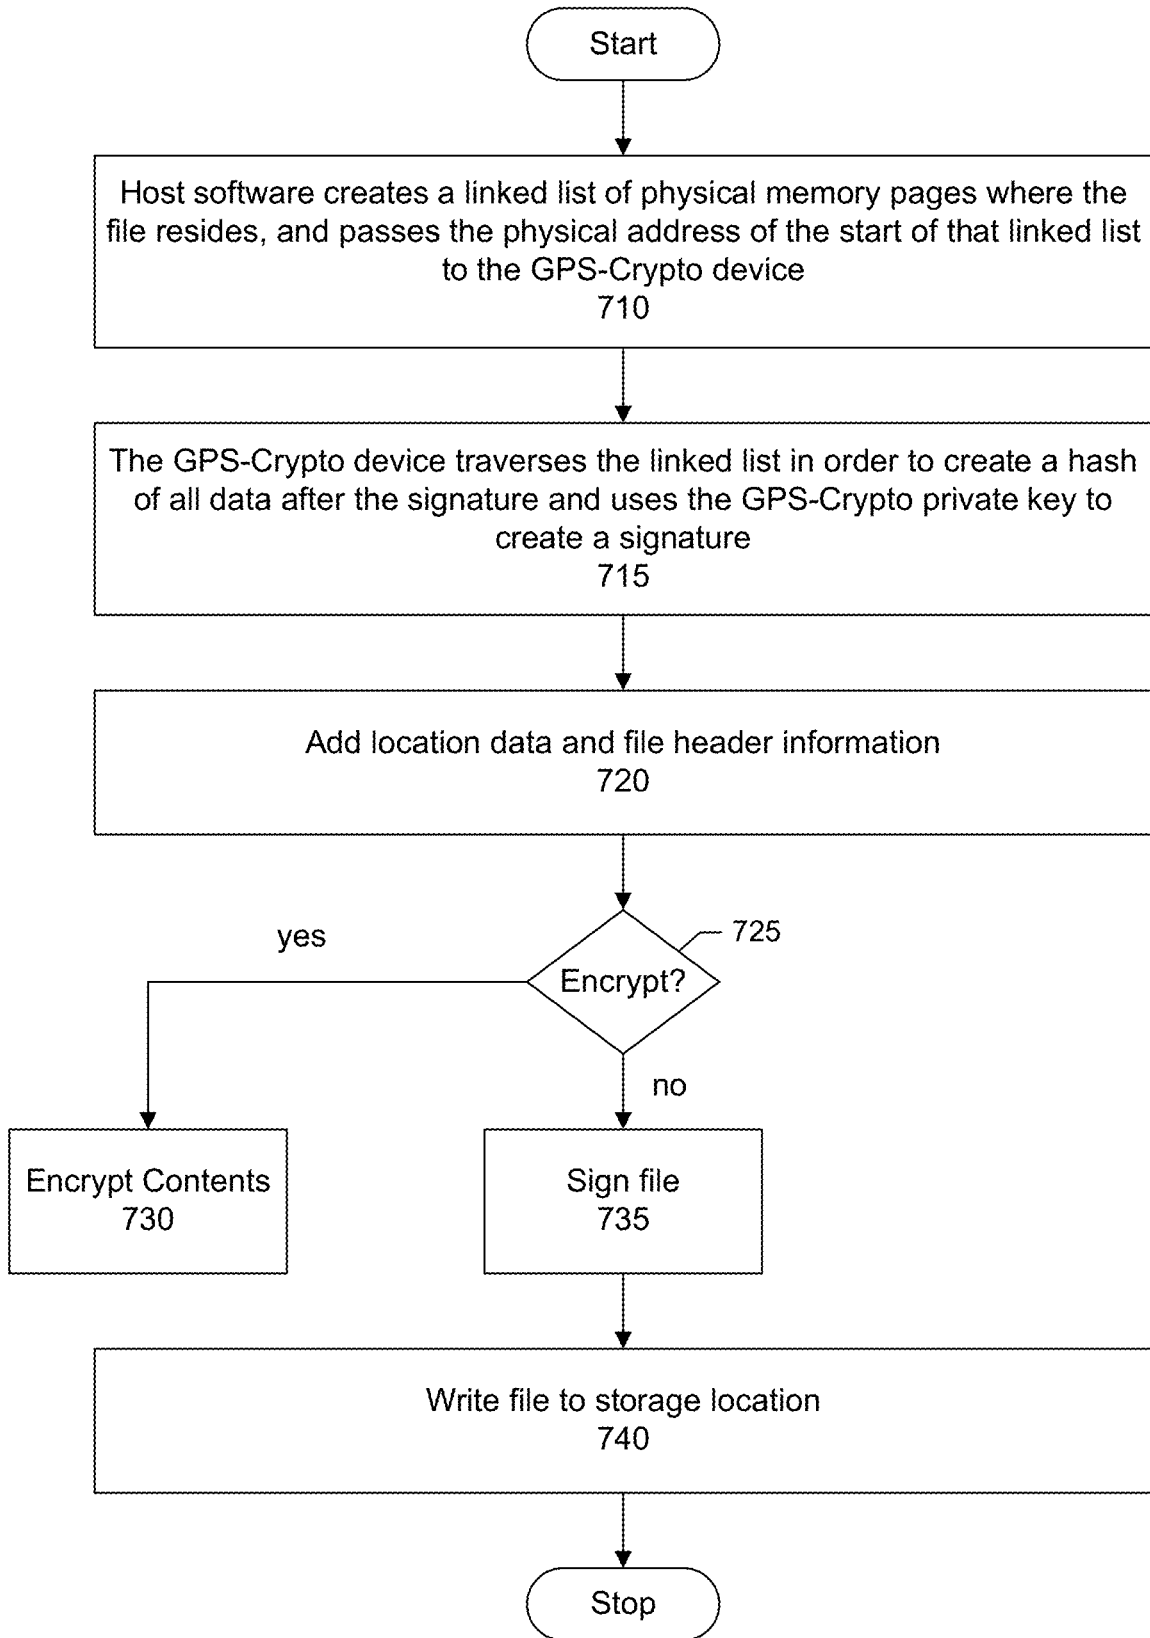 Start
Host software creates a linked list of physical memory pages where the
file resides, and passes the physical address of the start of that linked list
to the GPS-Crypto device
710
The GPS-Crypto device traverses the linked list in order to create a hash
of all data after the signature and uses the GPS-Crypto private key to
create a signature
715
Add location data and file header information
720
yes
725
Encrypt?
no
Encrypt Contents
730
Sign file
735
Write file to storage location
740
Stop